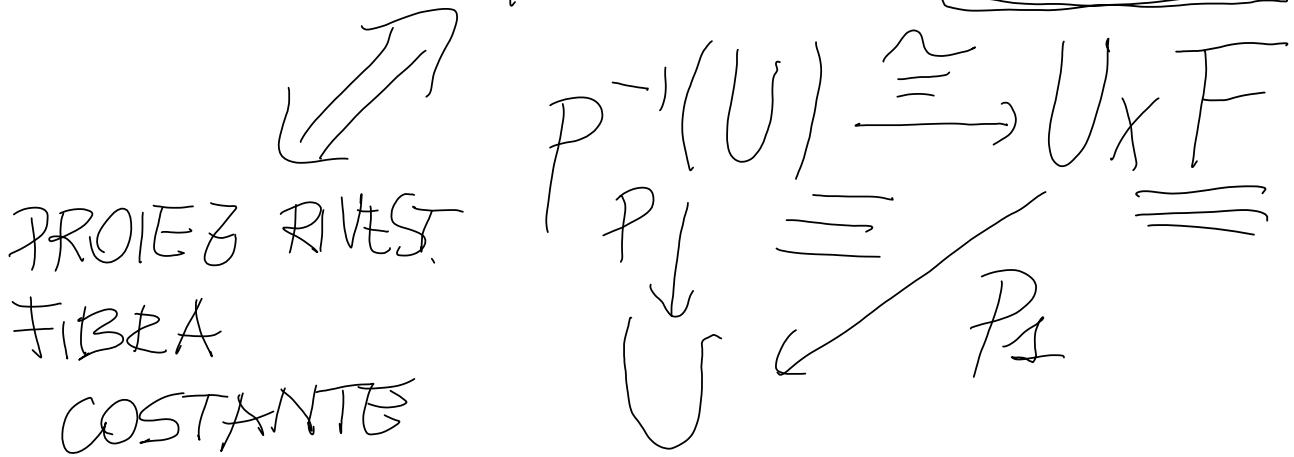 p⁻¹(U) ≅→ U × F
PROIEZ RIVEST.
P
FIBRA
U
P₁
COSTANTE